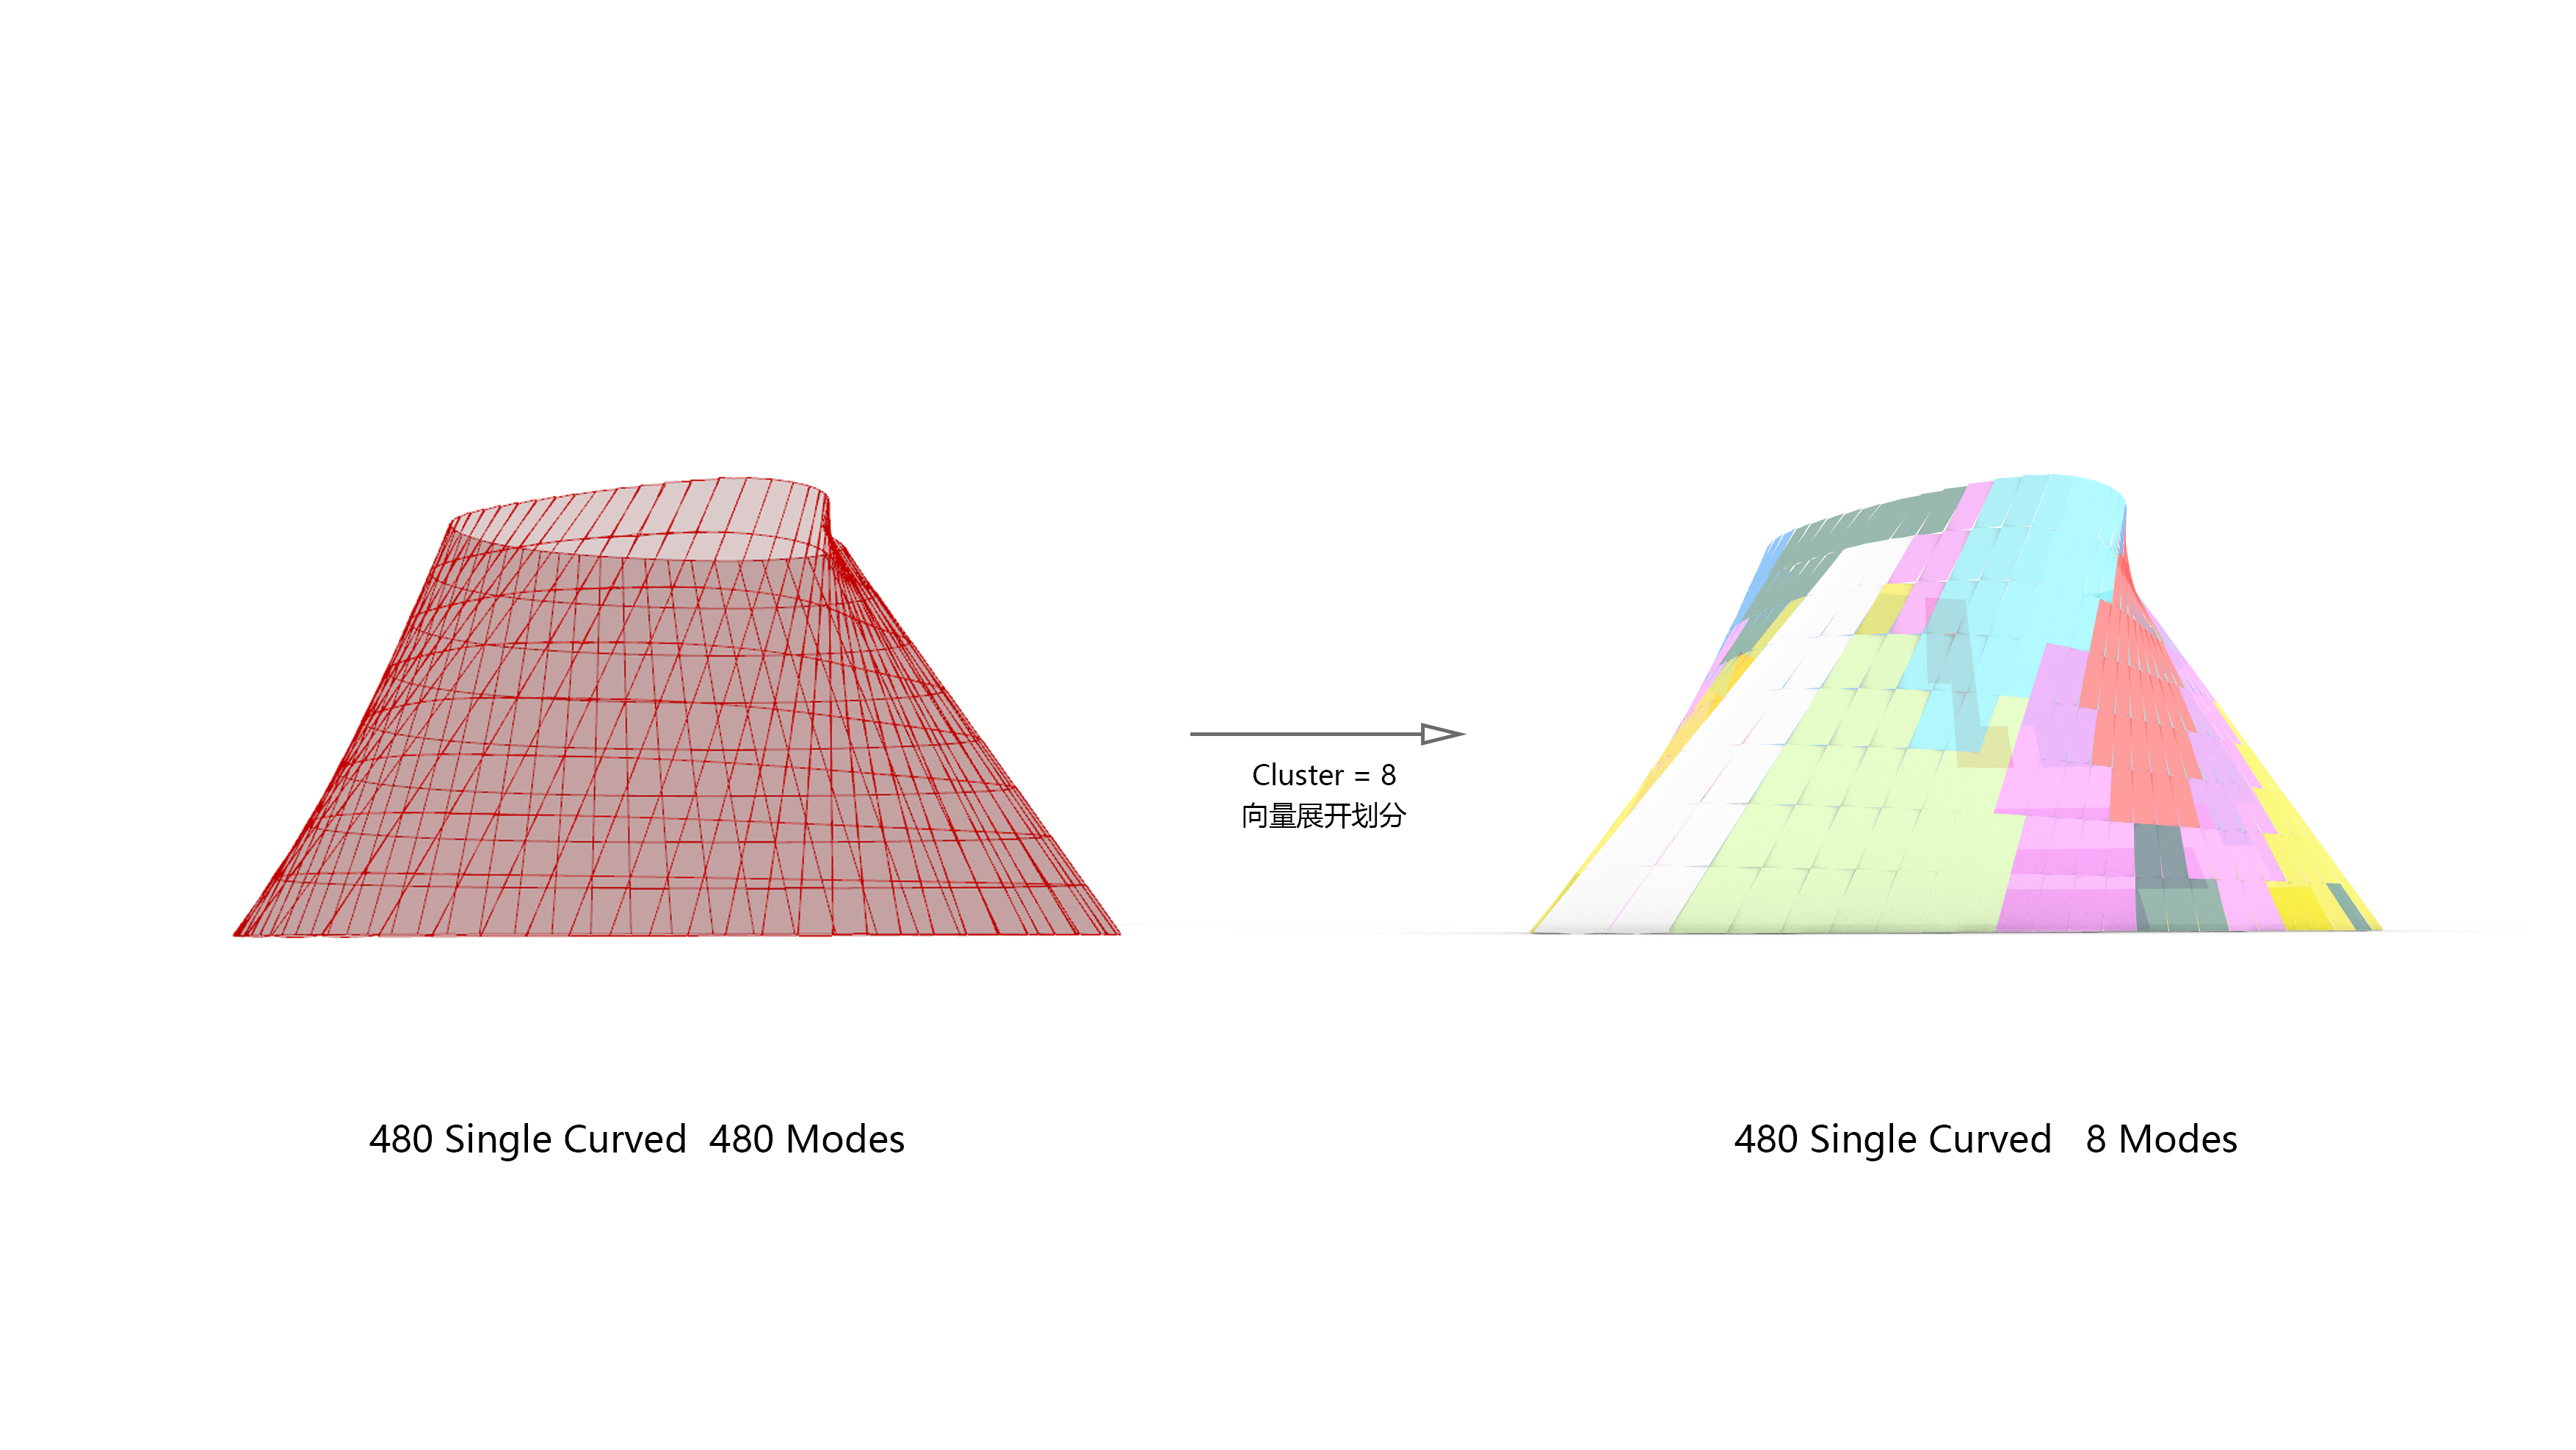 Cluster = 8
向量展开划分
480 Single Curved  480 Modes
480 Single Curved   8 Modes